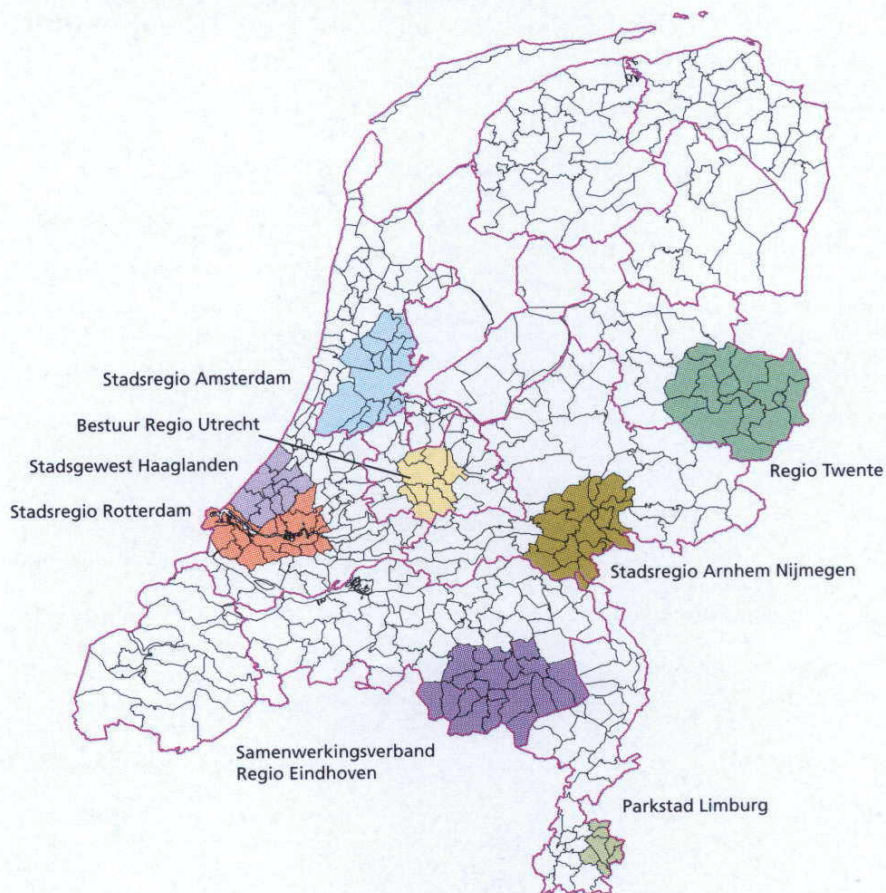 Stadsregio Amsterdam
Bestuur Regio Utrecht
Stadsgewest Haaglanden
Stadsregio Rotterdam
Regio Twente
Stadsregio Arnhem Nijmegen
Samenwerkingsverband
Regio Eindhoven
Parkstad Limburg